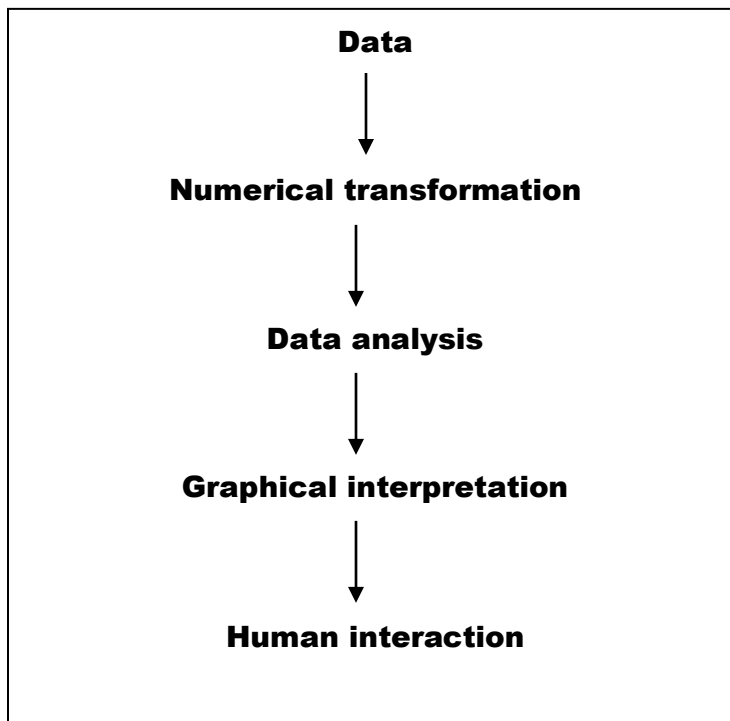 Data
Numerical transformation
Data analysis
Graphical interpretation
Human interaction